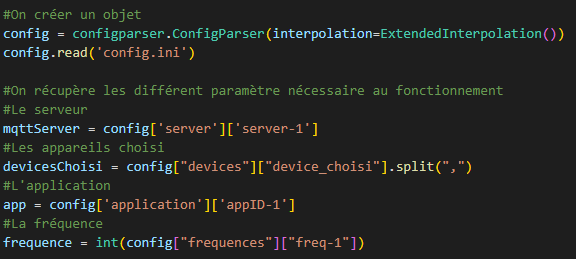 #On créer un objet
config = configparser.ConfigParser(interpolation=ExtendedInterpolation())
config.read('config.ini')
#On récupère les différent paramètre nécessaire au fonctionnement
#Le serveur
mqttServer = config['server']['server-1']
#Les appareils choisi
devicesChoisi = config["devices"]["device_choisi"].split(",")
#L'application
app = config['application']['appID-1']
#La fréquence
frequence = int(config["frequences"]["freq-1"])